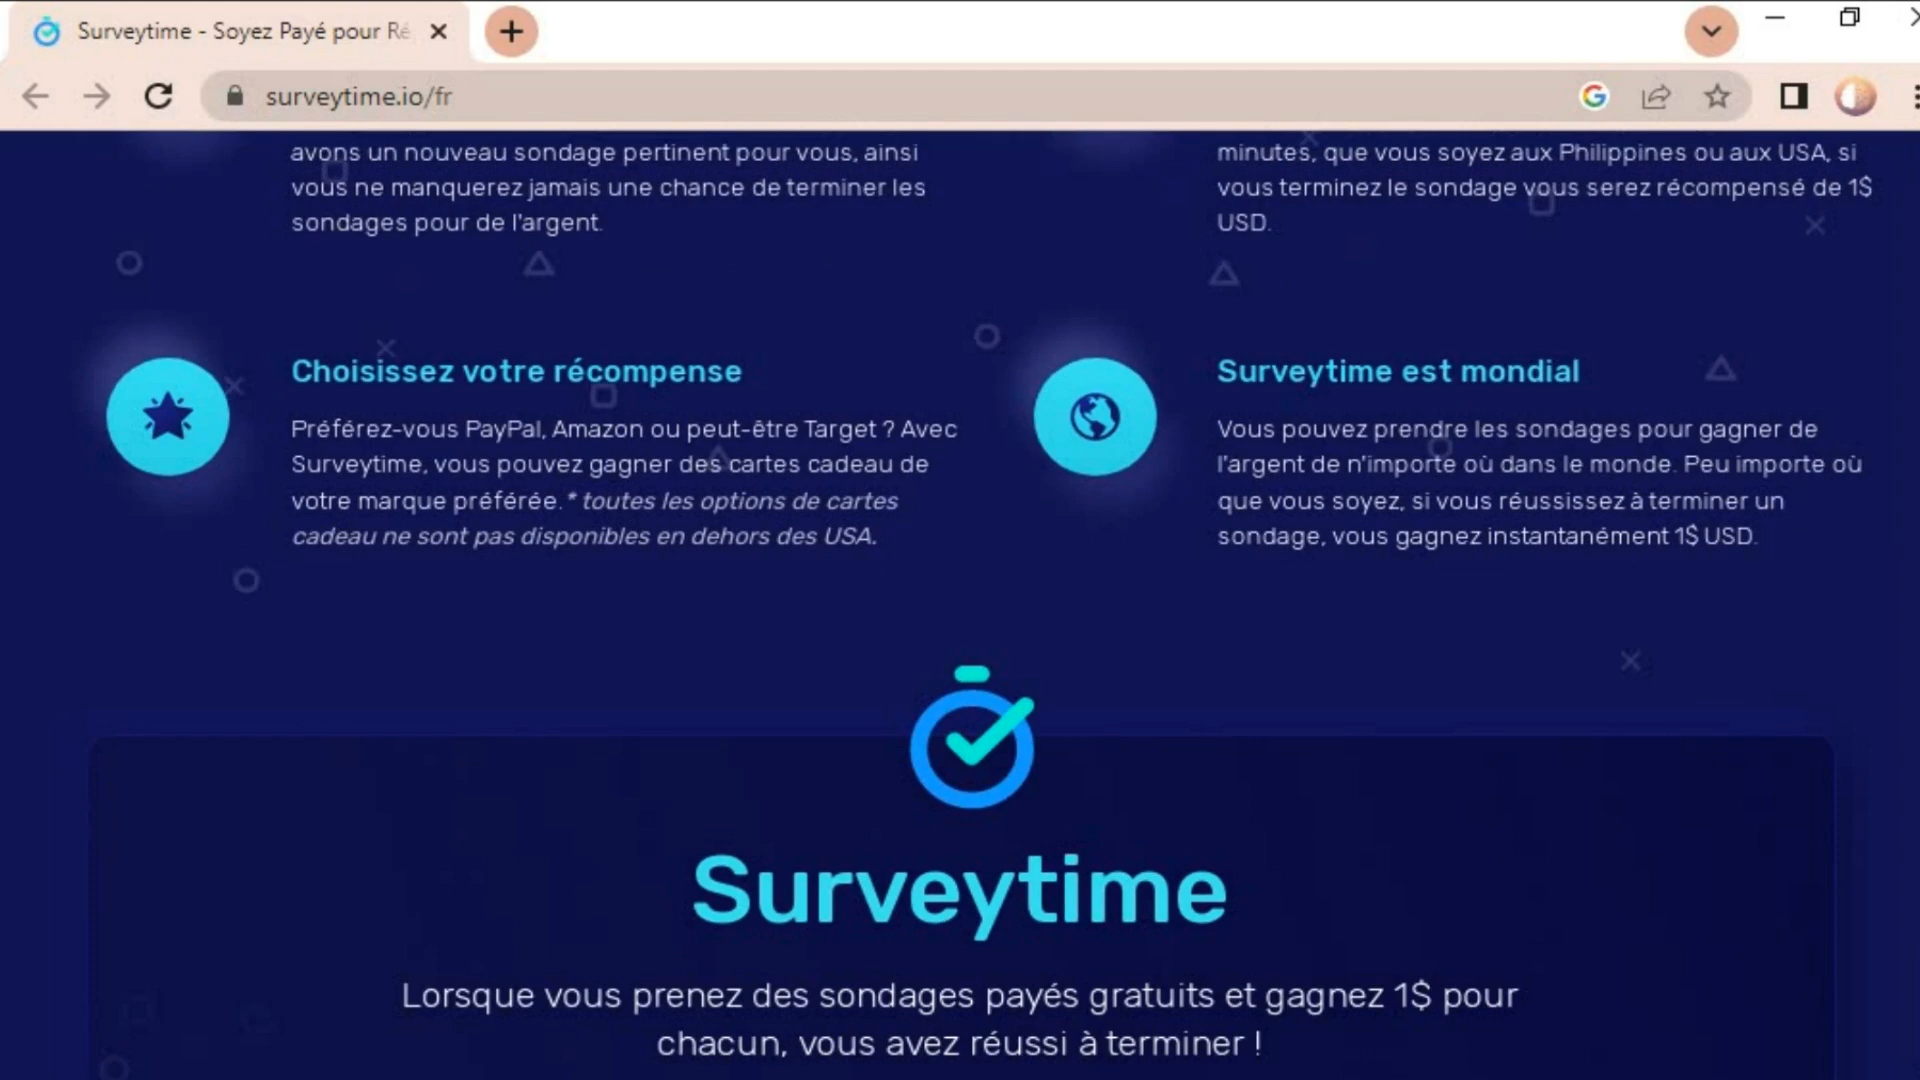 Surveytime - Soyez Payé pour Ré
surveytime.io/fr
avons un nouveau sondage pertinent pour vous, ainsi
vous ne manquerez jamais une chance de terminer les
sondages pour de l'argent.
minutes, que vous soyez aux Philippines ou aux USA, si
vous terminez le sondage vous serez récompensé de 1$
USD.
Choisissez votre récompense
Préférez-vous PayPal, Amazon ou peut-être Target ? Avec
Surveytime, vous pouvez gagner des cartes cadeau de
votre marque préférée. * toutes les options de cartes
cadeau ne sont pas disponibles en dehors des USA.
Surveytime est mondial
Vous pouvez prendre les sondages pour gagner de
l'argent de n'importe où dans le monde. Peu importe où
que vous soyez, si vous réussissez à terminer un
sondage, vous gagnez instantanément 1$ USD.
Surveytime
Lorsque vous prenez des sondages payés gratuits et gagnez 1$ pour
chacun, vous avez réussi à terminer !